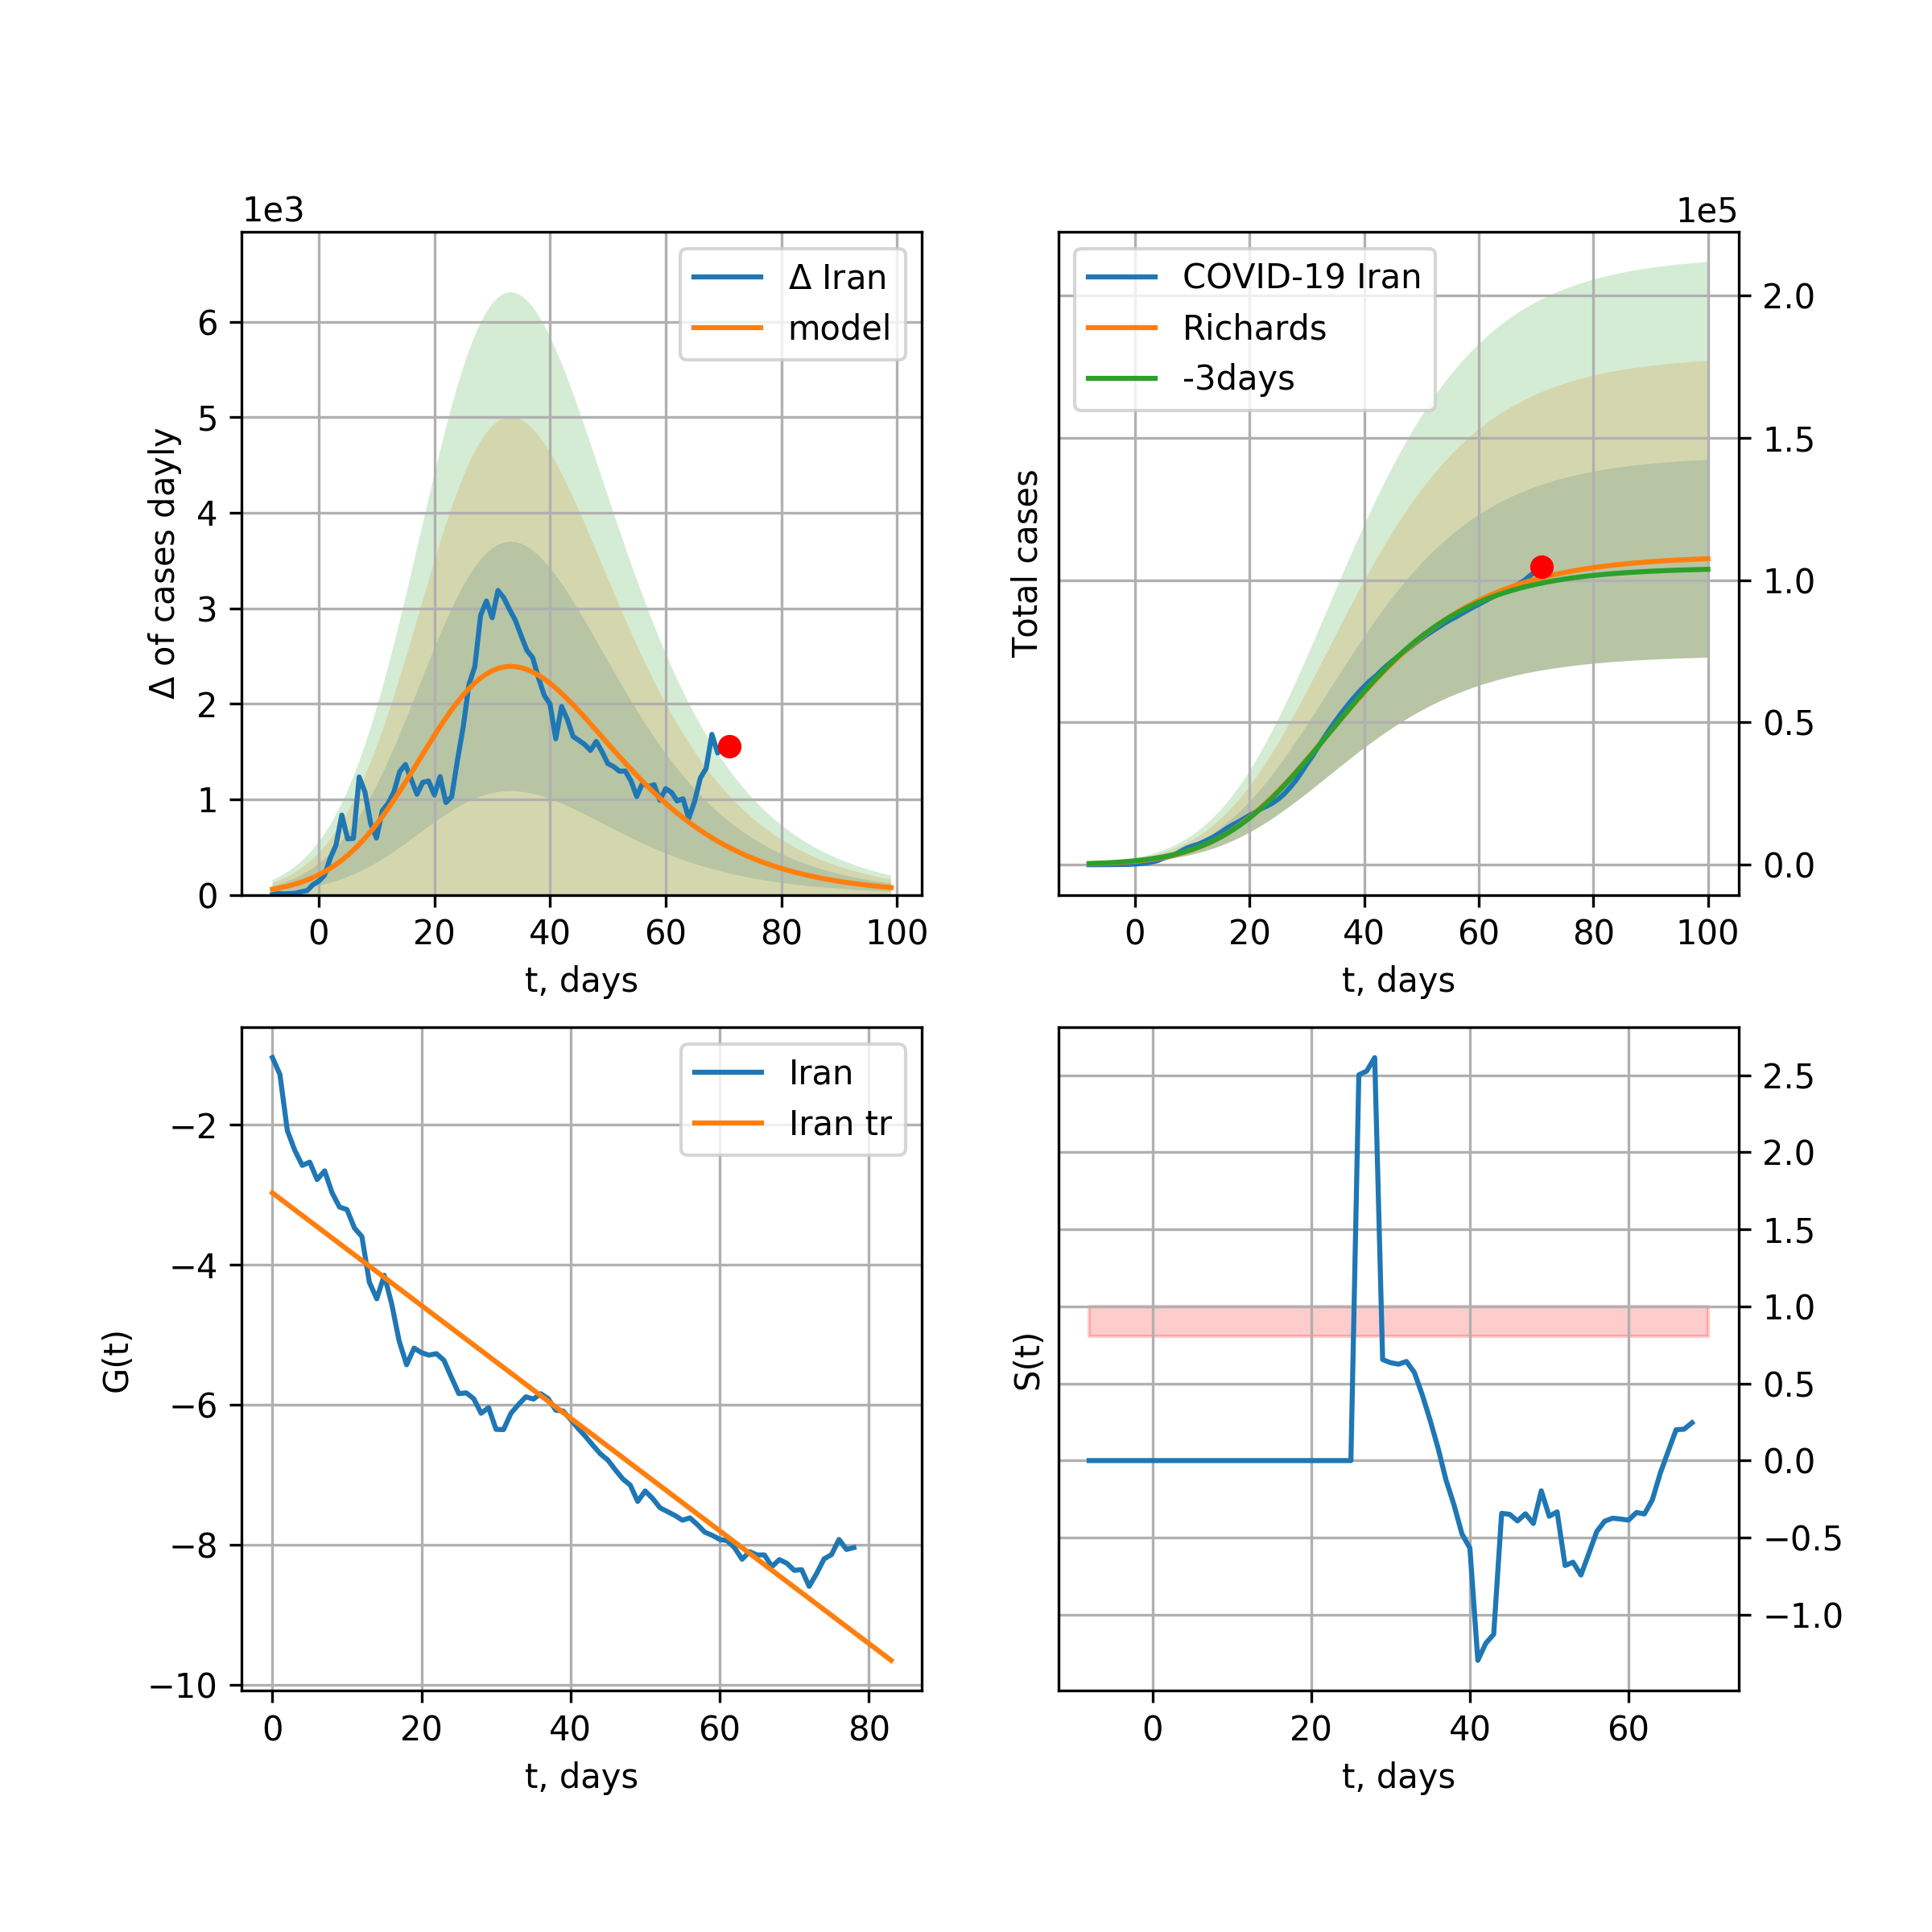 1e3
Δ of cases dayly
6
5
4
3
2
1
0
Δ Iran
model
0 20 40 60 80 100
t, days
1e5
Total cases
COVID-19 Iran
Richards
-3days
2.0
1.5
1.0
0.5
0.0
0 20 40 60 80 100
t, days
G(t)
−2
−4
−6
−8
−10
Iran
Iran tr
0 20 40 60 80
t, days
S(t)
2.5
2.0
1.5
1.0
0.5
0.0
−0.5
−1.0
0 20 40 60
t, days